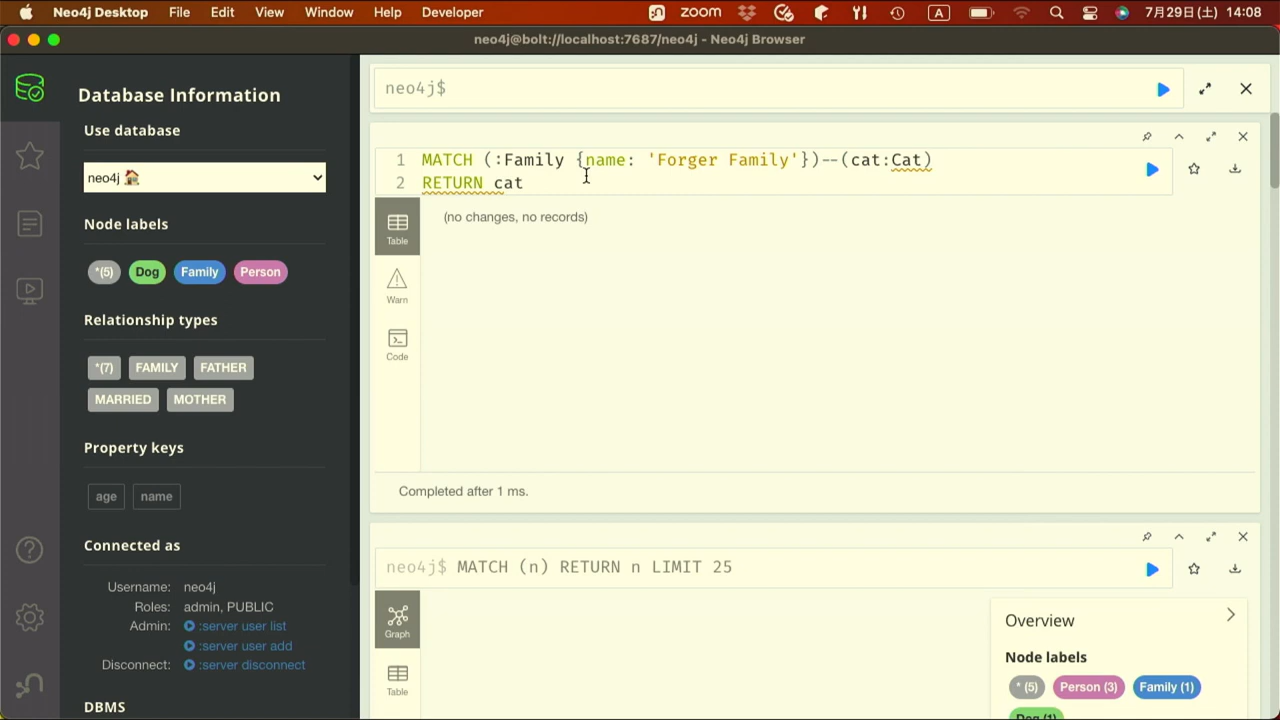 Neo4j Desktop File Edit View Window Help Developer zoom A 7月29日(土) 14:08
neo4j@bolt://localhost:7687/neo4j - Neo4j Browser
Database Information
Use database
neo4j
Node labels
*(5) Dog Family Person
Relationship types
*(7) FAMILY FATHER
MARRIED MOTHER
Property keys
age name
Connected as
Username: neo4j
Roles: admin, PUBLIC
Admin: :server user list
:server user add
Disconnect: :server disconnect
DBMS
neo4j$
1 MATCH (:Family {name: 'Forger Family'})--(cat:Cat)
2 RETURN cat
Table
(no changes, no records)
Warn
Code
Completed after 1 ms.
neo4j$ MATCH (n) RETURN n LIMIT 25
Graph
Table
Overview
Node labels
* (5) Person (3) Family (1)
Dog (1)